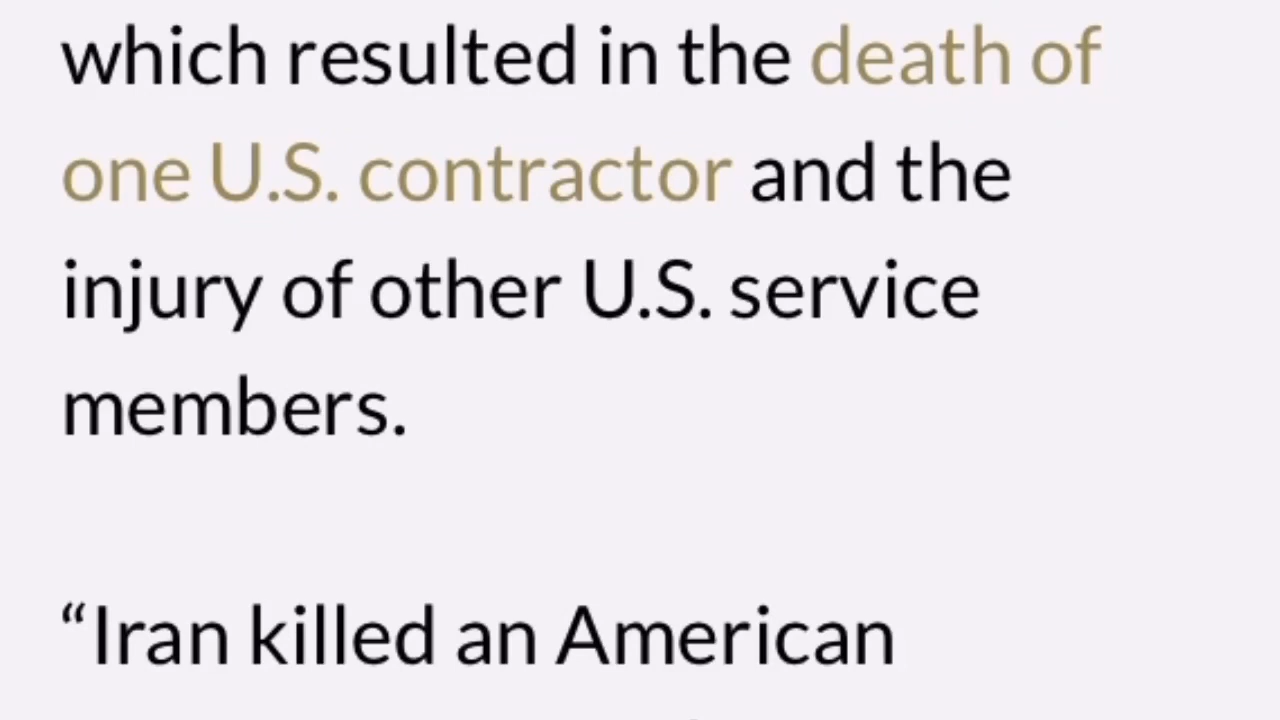 which resulted in the death of
one U.S. contractor and the
injury of other U.S. service
members.
“Iran killed an American